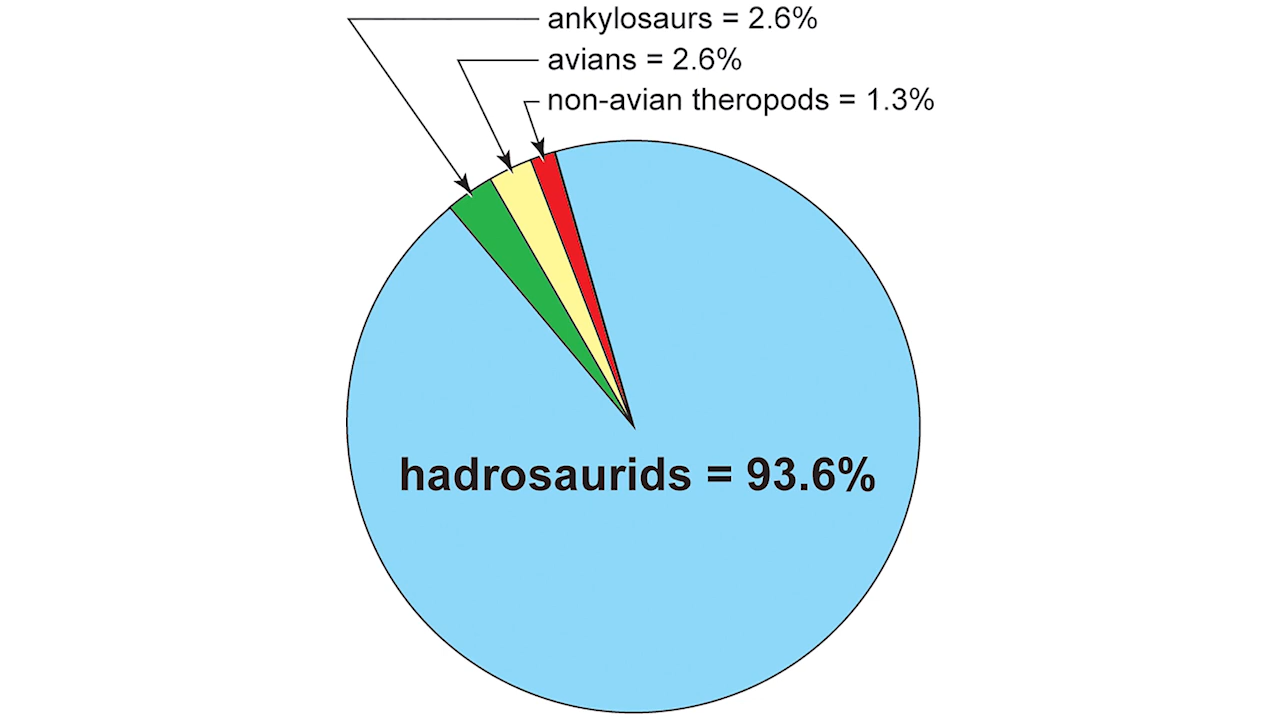 ankylosaurs = 2.6%
avians = 2.6%
non-avian theropods = 1.3%
hadrosaurids = 93.6%